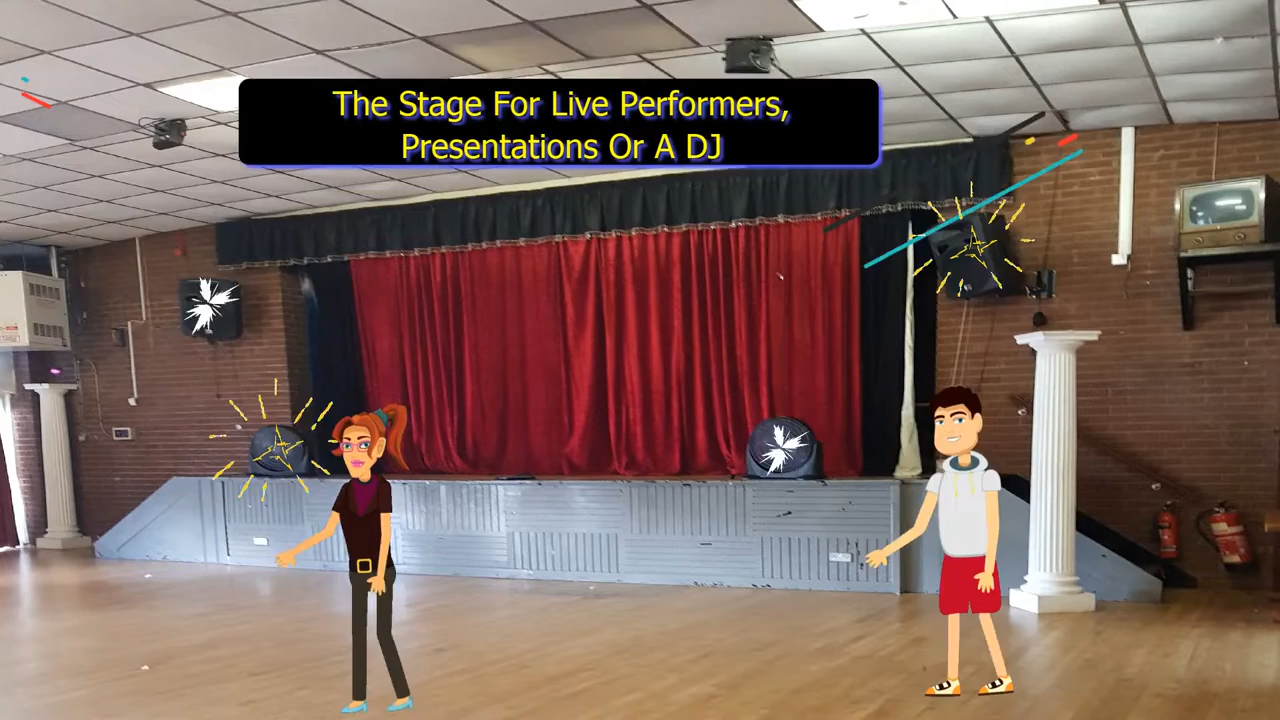 The Stage For Live Performers,
Presentations Or A DJ